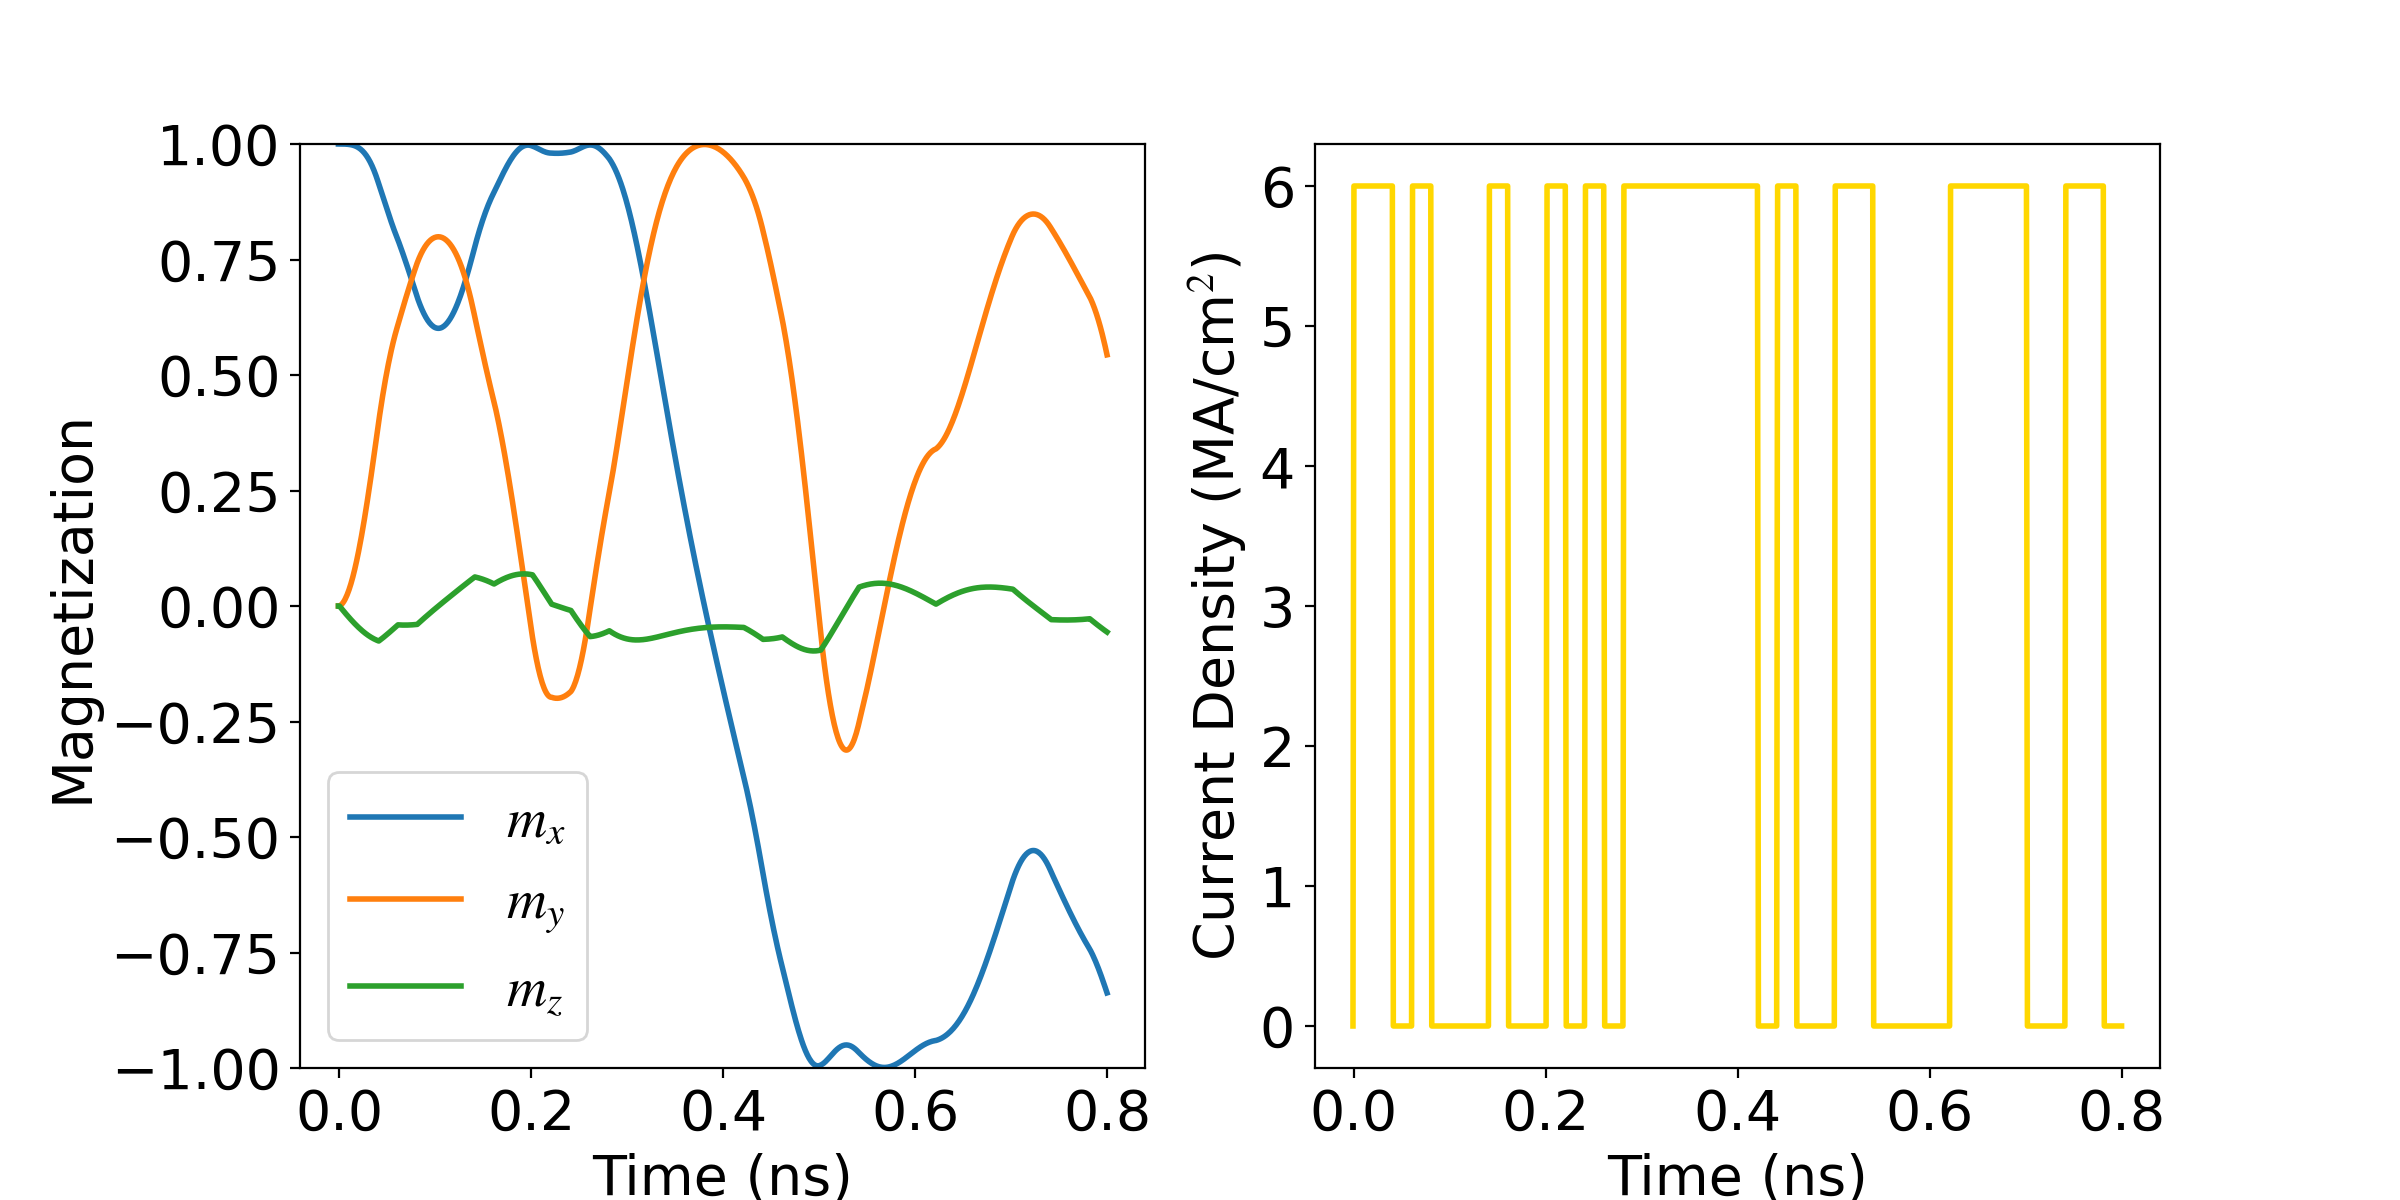 Magnetization
1.00
0.75
0.50
0.25
0.00
−0.25
−0.50
−0.75
−1.00
m_x
m_y
m_z
0.0 0.2 0.4 0.6 0.8
Time (ns)
Current Density (MA/cm²)
6
5
4
3
2
1
0
0.0 0.2 0.4 0.6 0.8
Time (ns)